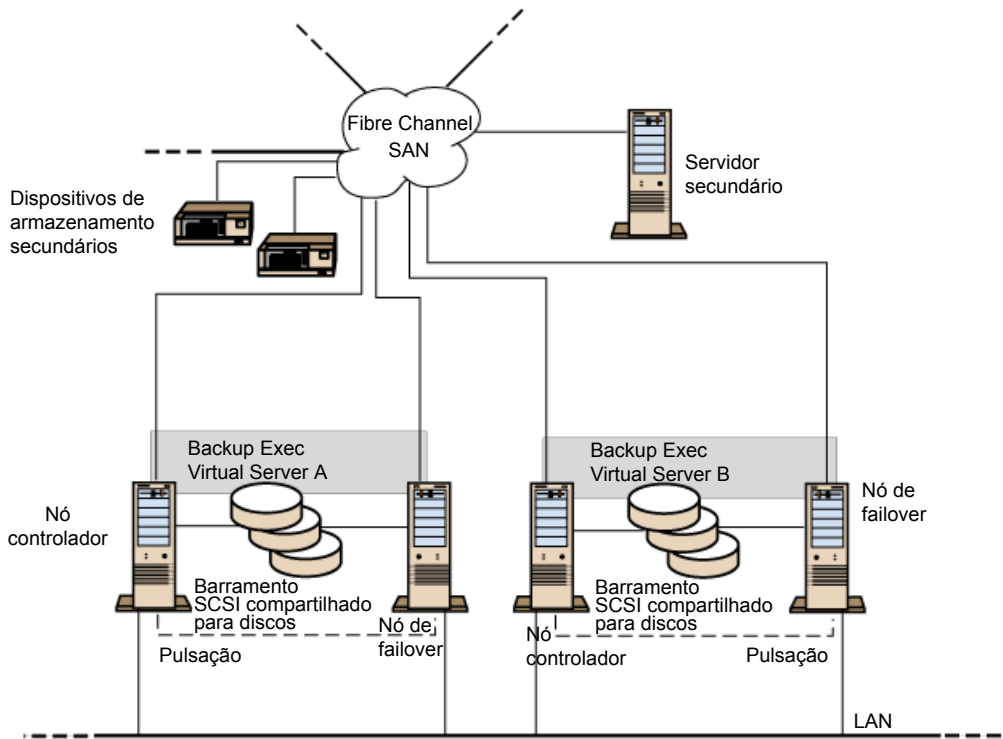 Fibre Channel
SAN
Servidor
secundário
Dispositivos de
armazenamento
secundários
Backup Exec
Virtual Server A
Backup Exec
Virtual Server B
Nó
controlador
Nó de
failover
Barramento
SCSI compartilhado
para discos
Nó de
failover
Pulsação
Barramento
SCSI compartilhado
para discos
Nó
controlador
Pulsação
LAN